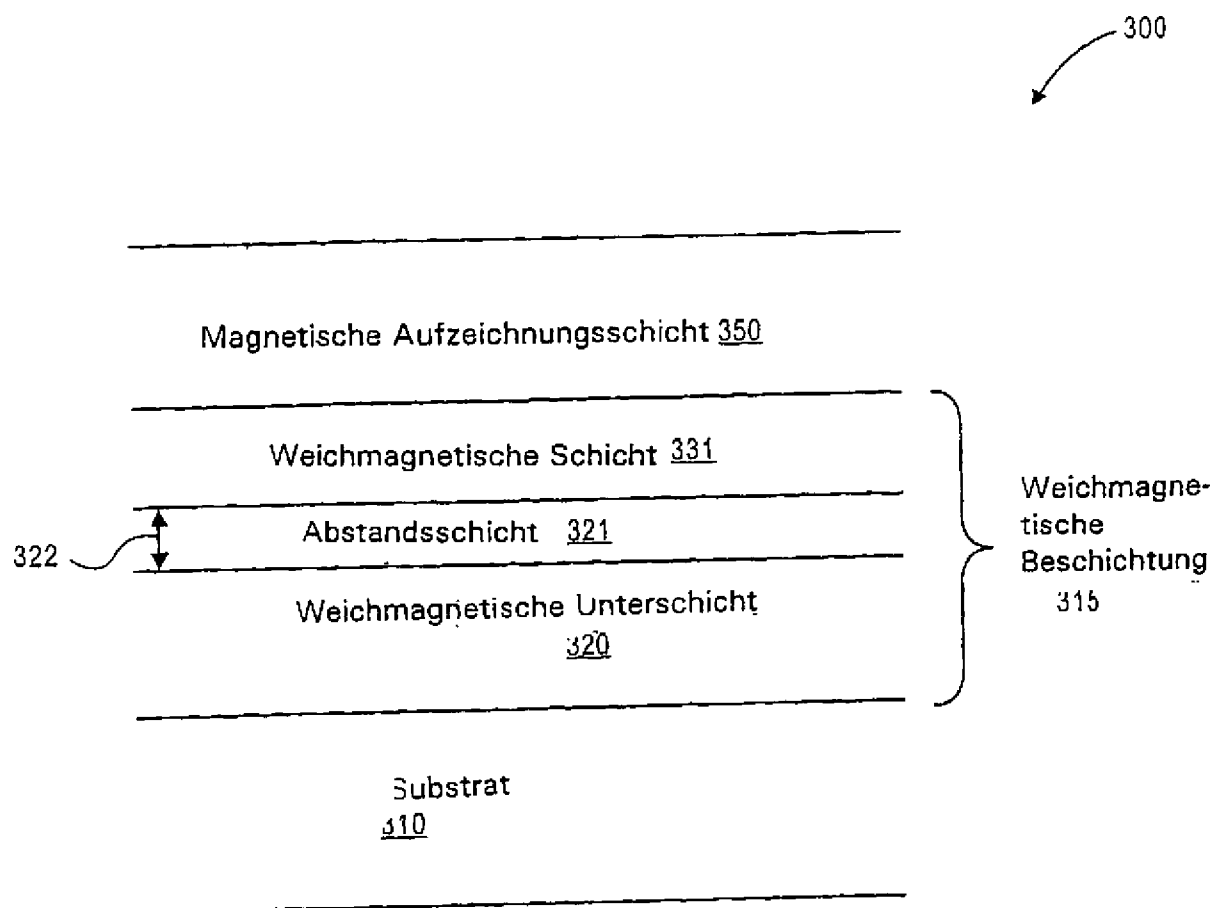 300
Magnetische Aufzeichnungsschicht 350
Weichmagnetische Schicht 331
Abstandsschicht 321
322
Weichmagnetische Unterschicht
320
Weichmagne-
tische
Beschichtung
315
Substrat
310